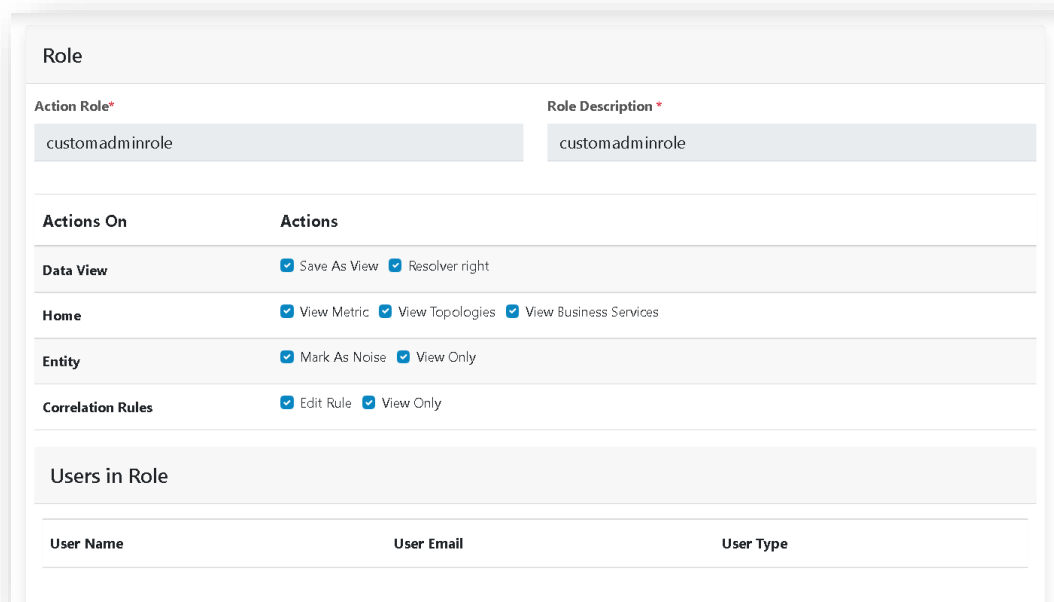 Role
Action Role* Role Description *
customadminrole customadminrole
Actions On Actions
Data View Save As View Resolver right
Home View Metric View Topologies View Business Services
Entity Mark As Noise View Only
Correlation Rules Edit Rule View Only
Users in Role
User Name User Email User Type